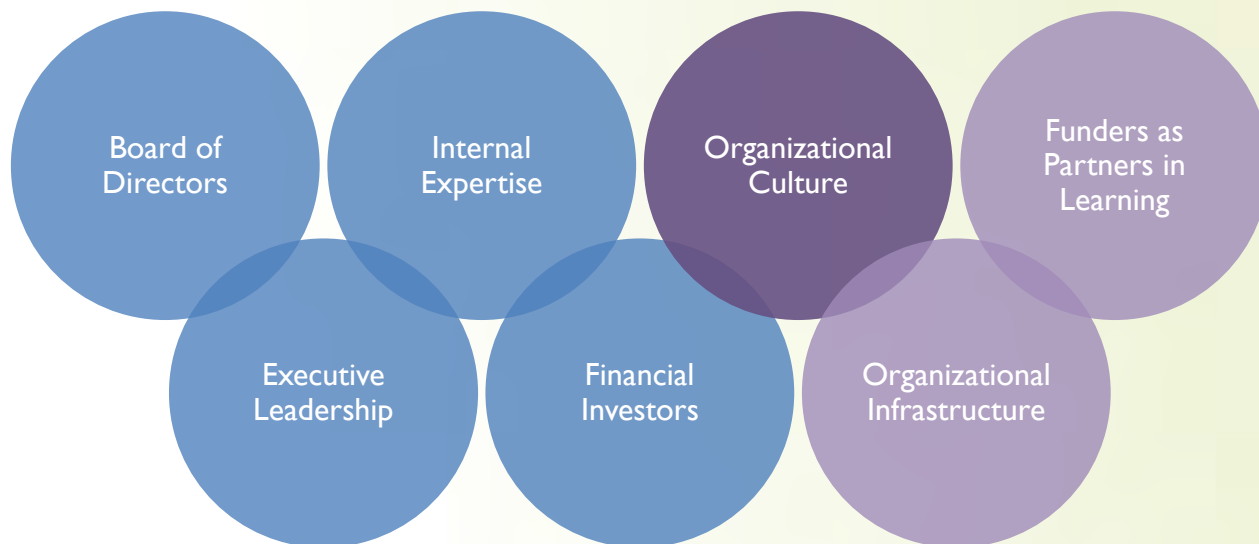 Board of
Directors
Internal
Expertise
Organizational
Culture
Funders as
Partners in
Learning
Executive
Leadership
Financial
Investors
Organizational
Infrastructure